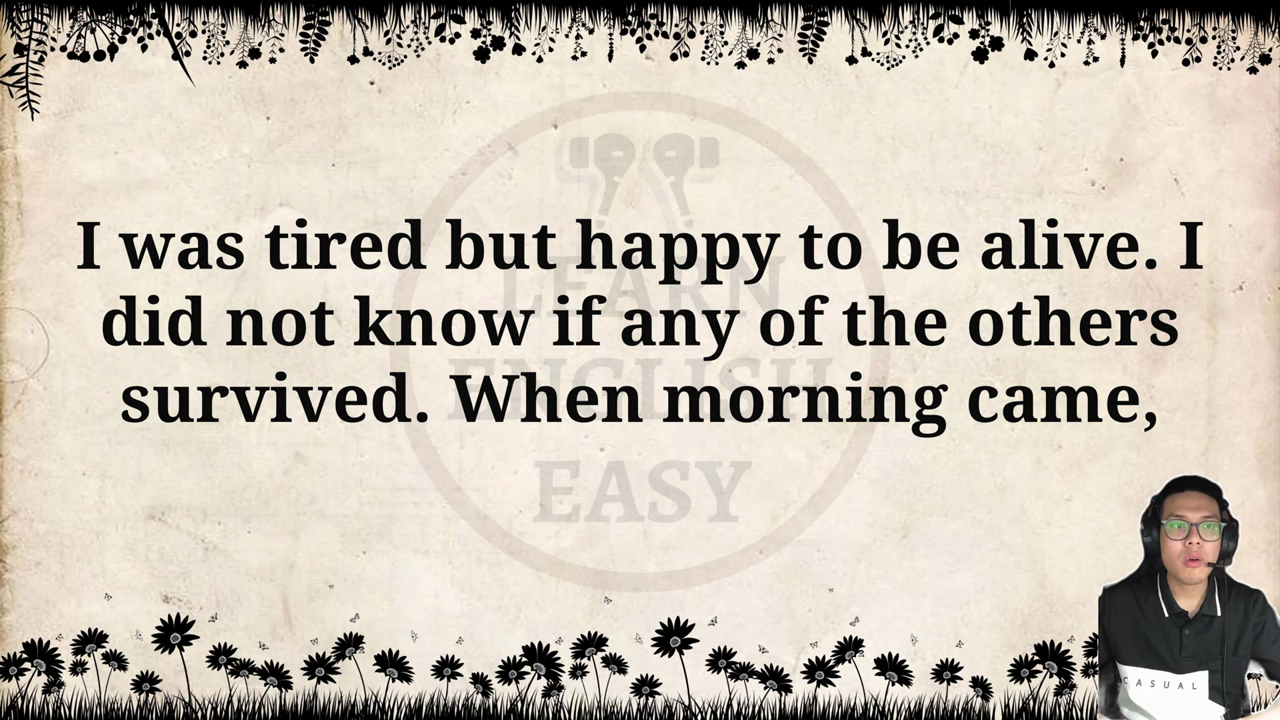 I was tired but happy to be alive. I
did not know if any of the others
survived. When morning came,
LEARN
ENGLISH
EASY
CASUAL